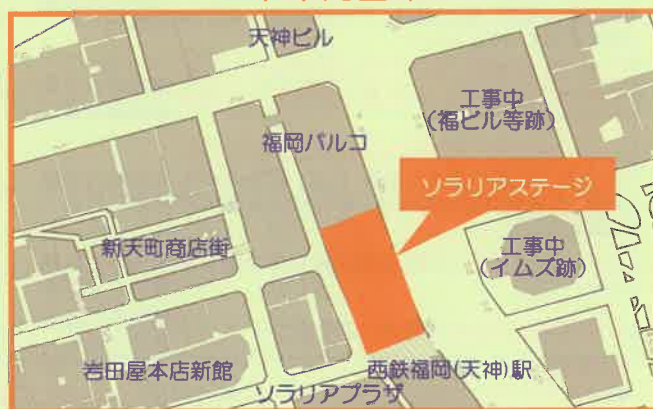 天神ビル
工事中
(福ビル等跡)
福岡パルコ
ソラリアステージ
新天町商店街
工事中
(イムズ跡)
岩田屋本店新館
西鉄福岡(天神)駅
ソラリアプラザ